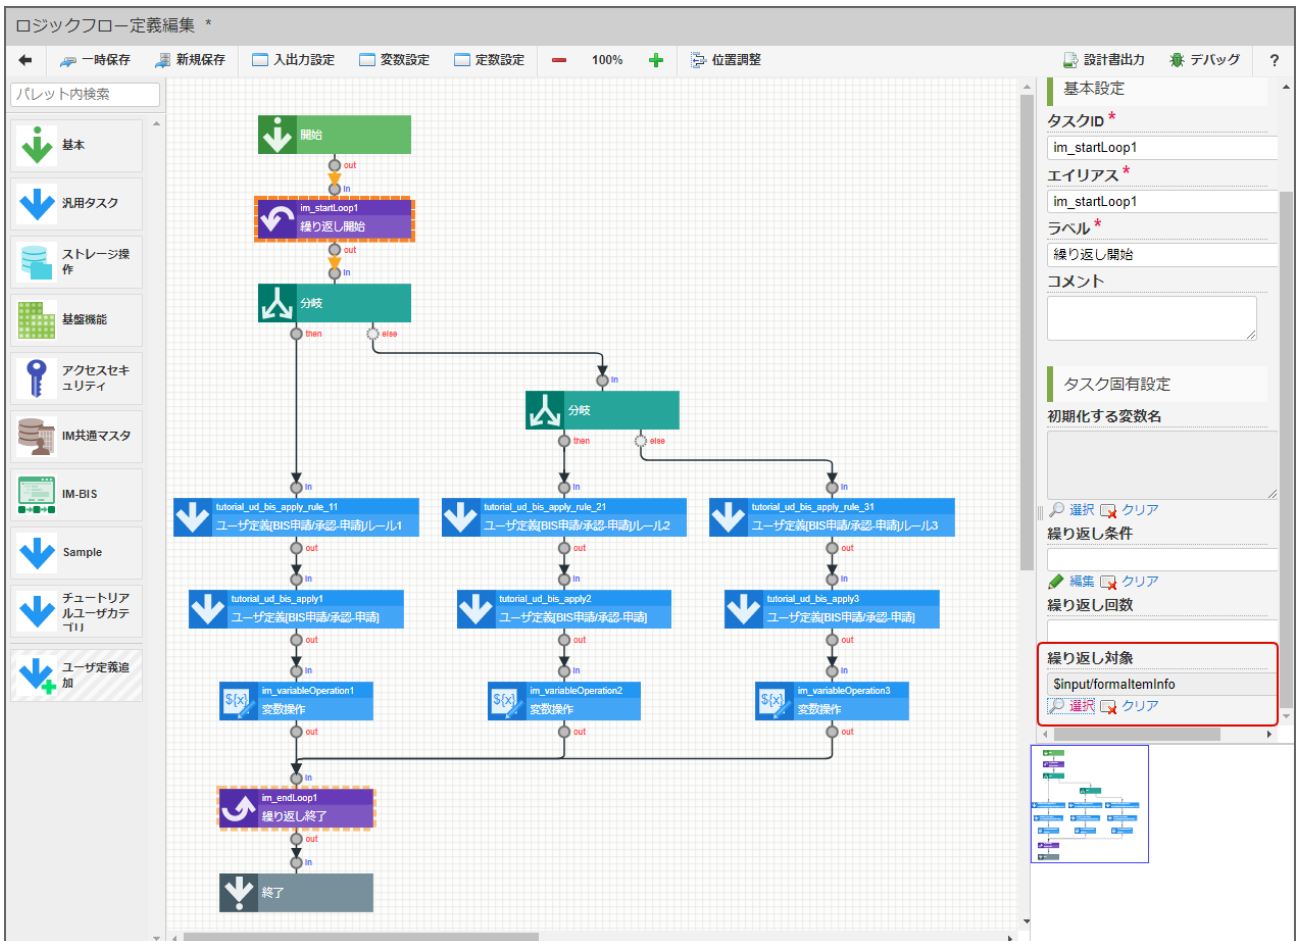 ロジックフロー定義編集 *
一時保存
新規保存
入出力設定
変数設定
定数設定
100%
位置調整
設計書出力
デバッグ
?
パレット内検索
基本
汎用タスク
ストレージ操
作
基盤機能
アクセスセキ
ュリティ
IM共通マスタ
IM-BIS
Sample
チュートリア
ルユーザカテ
ゴリ
ユーザ定義追
加
開始
out
in
im_startLoop1
繰り返し開始
out
in
分岐
then
else
in
分岐
then
else
in
in
in
tutorial_ud_bis_apply_rule_11
ユーザ定義[BIS申請/承認-申請]ルール1
tutorial_ud_bis_apply_rule_21
ユーザ定義[BIS申請/承認-申請]ルール2
tutorial_ud_bis_apply_rule_31
ユーザ定義[BIS申請/承認-申請]ルール3
out
out
out
in
in
in
tutorial_ud_bis_apply1
ユーザ定義[BIS申請/承認-申請]
tutorial_ud_bis_apply2
ユーザ定義[BIS申請/承認-申請]
tutorial_ud_bis_apply3
ユーザ定義[BIS申請/承認-申請]
out
out
out
in
in
in
${x}
im_variableOperation1
変数操作
${x}
im_variableOperation2
変数操作
${x}
im_variableOperation3
変数操作
out
out
out
in
im_endLoop1
繰り返し終了
out
in
終了
基本設定
タスクID *
im_startLoop1
エイリアス *
im_startLoop1
ラベル *
繰り返し開始
コメント
タスク固有設定
初期化する変数名
選択 クリア
繰り返し条件
編集 クリア
繰り返し回数
繰り返し対象
$input/formaItemInfo
選択 クリア